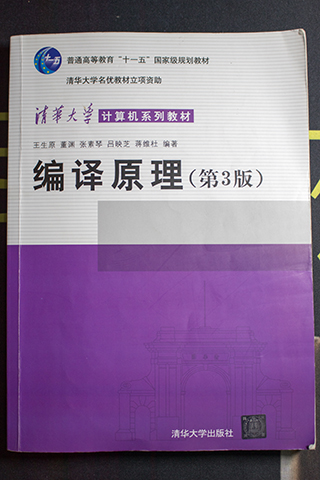 十一五
普通高等教育“十一五”国家级规划教材
清华大学名优教材立项资助
清华大学 计算机系列教材
王生原 董渊 张素琴 吕映芝 蒋维杜 编著
编译原理(第3版)
清华大学出版社